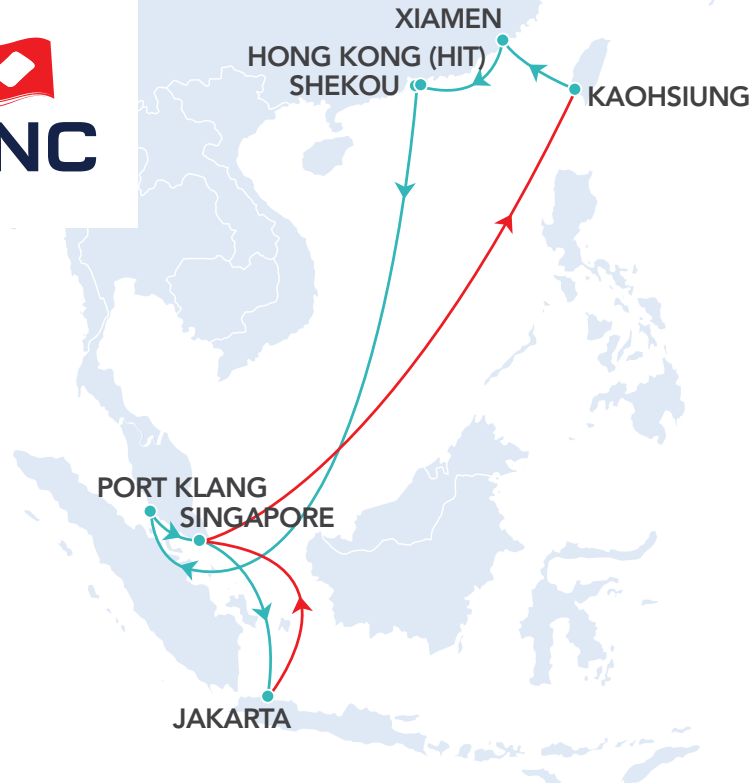 XIAMEN
HONG KONG (HIT)
SHEKOU
KAOHSIUNG
NC
PORT KLANG
SINGAPORE
JAKARTA